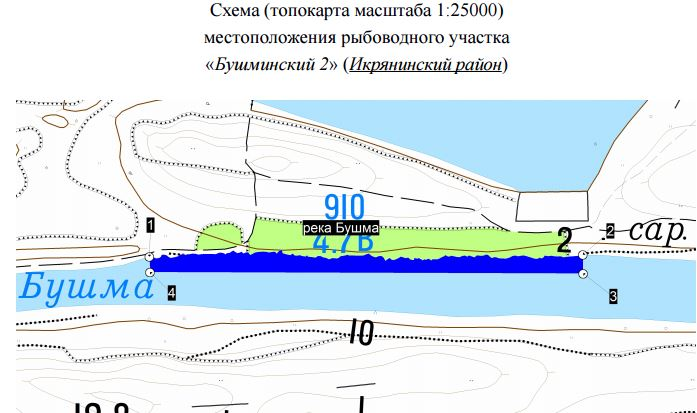 Схема (топокарта масштаба 1:25000)
местоположения рыбоводного участка
«Бушминский 2» (Икрянинский район)
910
река Бушма
4.7 В
1
2
2
сар.
Бушма
4
3
10